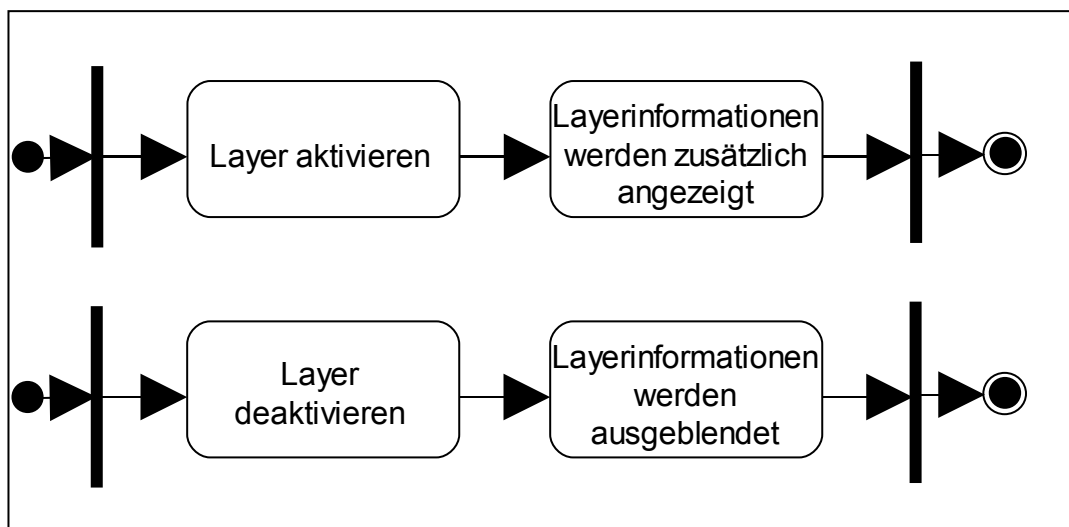 Layer aktivieren
Layerinformationen
werden zusätzlich
angezeigt
Layer
deaktivieren
Layerinformationen
werden
ausgeblendet